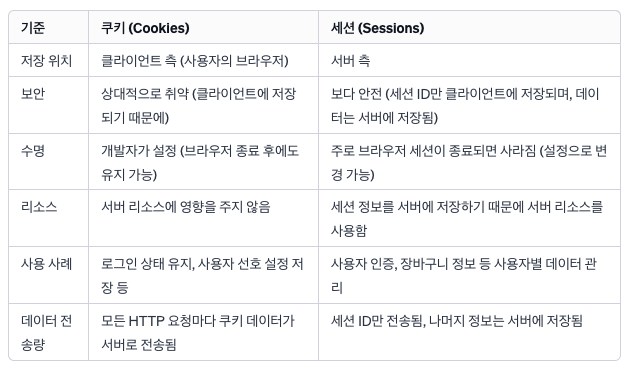 기준 쿠키 (Cookies) 세션 (Sessions)
저장 위치 클라이언트 측 (사용자의 브라우저) 서버 측
보안 상대적으로 취약 (클라이언트에 저장 보다 안전 (세션 ID만 클라이언트에 저장되며, 데이
되기 때문에) 터는 서버에 저장됨)
수명 개발자가 설정 (브라우저 종료 후에도 주로 브라우저 세션이 종료되면 사라짐 (설정으로 변
유지 가능) 경 가능)
리소스 서버 리소스에 영향을 주지 않음 세션 정보를 서버에 저장하기 때문에 서버 리소스를
사용함
사용 사례 로그인 상태 유지, 사용자 선호 설정 저 사용자 인증, 장바구니 정보 등 사용자별 데이터 관
장 등 리
데이터 전 모든 HTTP 요청마다 쿠키 데이터가 세션 ID만 전송됨, 나머지 정보는 서버에 저장됨
송량 서버로 전송됨